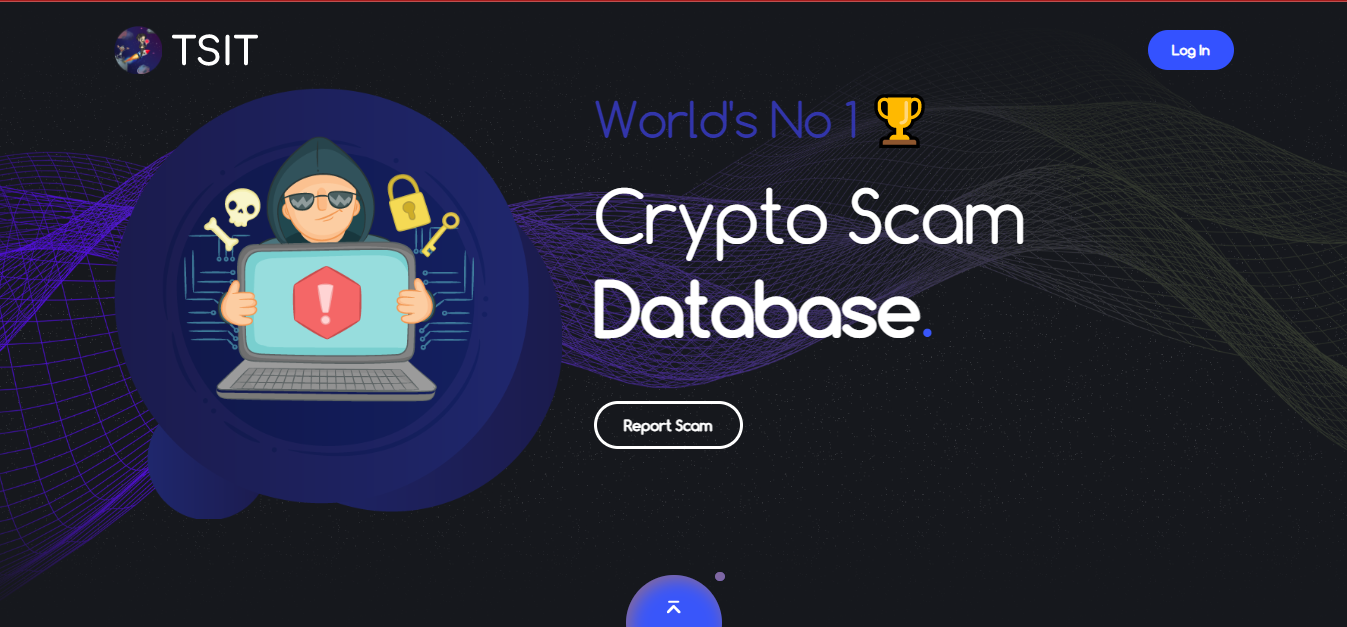 TSIT
Log In
World's No 1
Crypto Scam
Database.
Report Scam